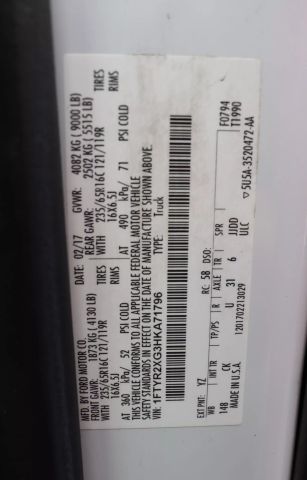 MFD. BY FORD MOTOR CO.
02/17
GVWR: 4082 KG ( 9000 LB)
FRONT GAWR: 1873 KG ( 4130 LB)
REAR GAWR: 2502 KG ( 5515 LB)
WITH
235/65R16C 121/119R
TIRES
WITH
235/65R16C 121/119R
TIRES
16X6.5J
RIMS
16X6.5J
RIMS
AT 360 kPa/ 52 PSI COLD
AT 490 kPa/ 71 PSI COLD
THIS VEHICLE CONFORMS TO ALL APPLICABLE FEDERAL MOTOR VEHICLE
SAFETY STANDARDS IN EFFECT ON THE DATE OF MANUFACTURE SHOWN ABOVE.
VIN: 1FTYR2XG3HKA71796
TYPE: Truck
F0794
T1990
EXT PNT: YZ
RC: 58
DSO:
WB
INT TR
TP/PS
R
AXLE
TR
SPR
148
CK
U
31
6
JJDD
ULC
MADE IN U.S.A.
1201702213029
5U5A-3520472-AA